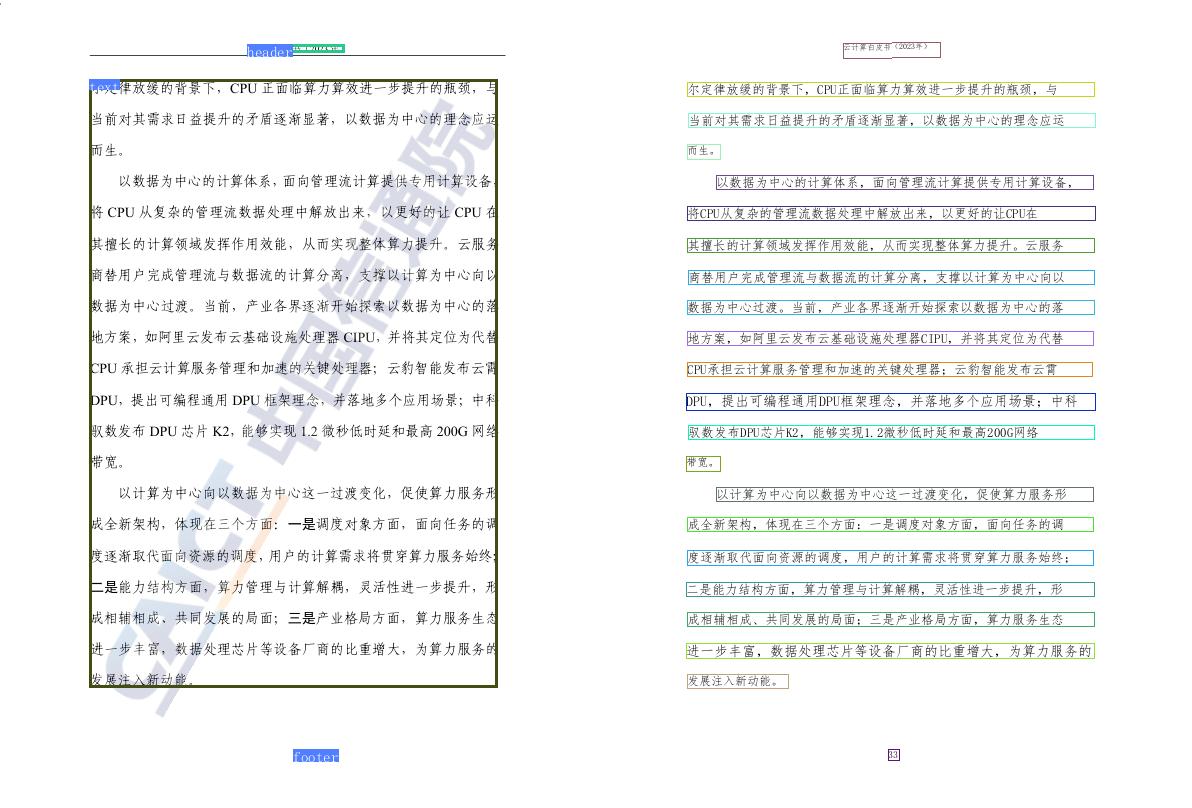 header
text
尔定律放缓的背景下，CPU 正面临算力算效进一步提升的瓶颈，与
当前对其需求日益提升的矛盾逐渐显著，以数据为中心的理念应运
而生。
以数据为中心的计算体系，面向管理流计算提供专用计算设备，
将 CPU 从复杂的管理流数据处理中解放出来，以更好的让 CPU 在
其擅长的计算领域发挥作用效能，从而实现整体算力提升。云服务
商替用户完成管理流与数据流的计算分离，支撑以计算为中心向以
数据为中心过渡。当前，产业各界逐渐开始探索以数据为中心的落
地方案，如阿里云发布云基础设施处理器 CIPU，并将其定位为代替
CPU 承担云计算服务管理和加速的关键处理器；云豹智能发布云霄
DPU，提出可编程通用 DPU 框架理念，并落地多个应用场景；中科
驭数发布 DPU 芯片 K2，能够实现 1.2 微秒低时延和最高 200G 网络
带宽。
以计算为中心向以数据为中心这一过渡变化，促使算力服务形
成全新架构，体现在三个方面：一是调度对象方面，面向任务的调
度逐渐取代面向资源的调度，用户的计算需求将贯穿算力服务始终；
二是能力结构方面，算力管理与计算解耦，灵活性进一步提升，形
成相辅相成、共同发展的局面；三是产业格局方面，算力服务生态
进一步丰富，数据处理芯片等设备厂商的比重增大，为算力服务的
发展注入新动能。
CAICT 中国信通院
footer
云计算白皮书（2023年）
尔定律放缓的背景下，CPU正面临算力算效进一步提升的瓶颈，与
当前对其需求日益提升的矛盾逐渐显著，以数据为中心的理念应运
而生。
以数据为中心的计算体系，面向管理流计算提供专用计算设备，
将CPU从复杂的管理流数据处理中解放出来，以更好的让CPU在
其擅长的计算领域发挥作用效能，从而实现整体算力提升。云服务
商替用户完成管理流与数据流的计算分离，支撑以计算为中心向以
数据为中心过渡。当前，产业各界逐渐开始探索以数据为中心的落
地方案，如阿里云发布云基础设施处理器CIPU，并将其定位为代替
CPU承担云计算服务管理和加速的关键处理器；云豹智能发布云霄
DPU，提出可编程通用DPU框架理念，并落地多个应用场景；中科
驭数发布DPU芯片K2，能够实现1.2微秒低时延和最高200G网络
带宽。
以计算为中心向以数据为中心这一过渡变化，促使算力服务形
成全新架构，体现在三个方面：一是调度对象方面，面向任务的调
度逐渐取代面向资源的调度，用户的计算需求将贯穿算力服务始终；
二是能力结构方面，算力管理与计算解耦，灵活性进一步提升，形
成相辅相成、共同发展的局面；三是产业格局方面，算力服务生态
进一步丰富，数据处理芯片等设备厂商的比重增大，为算力服务的
发展注入新动能。
33